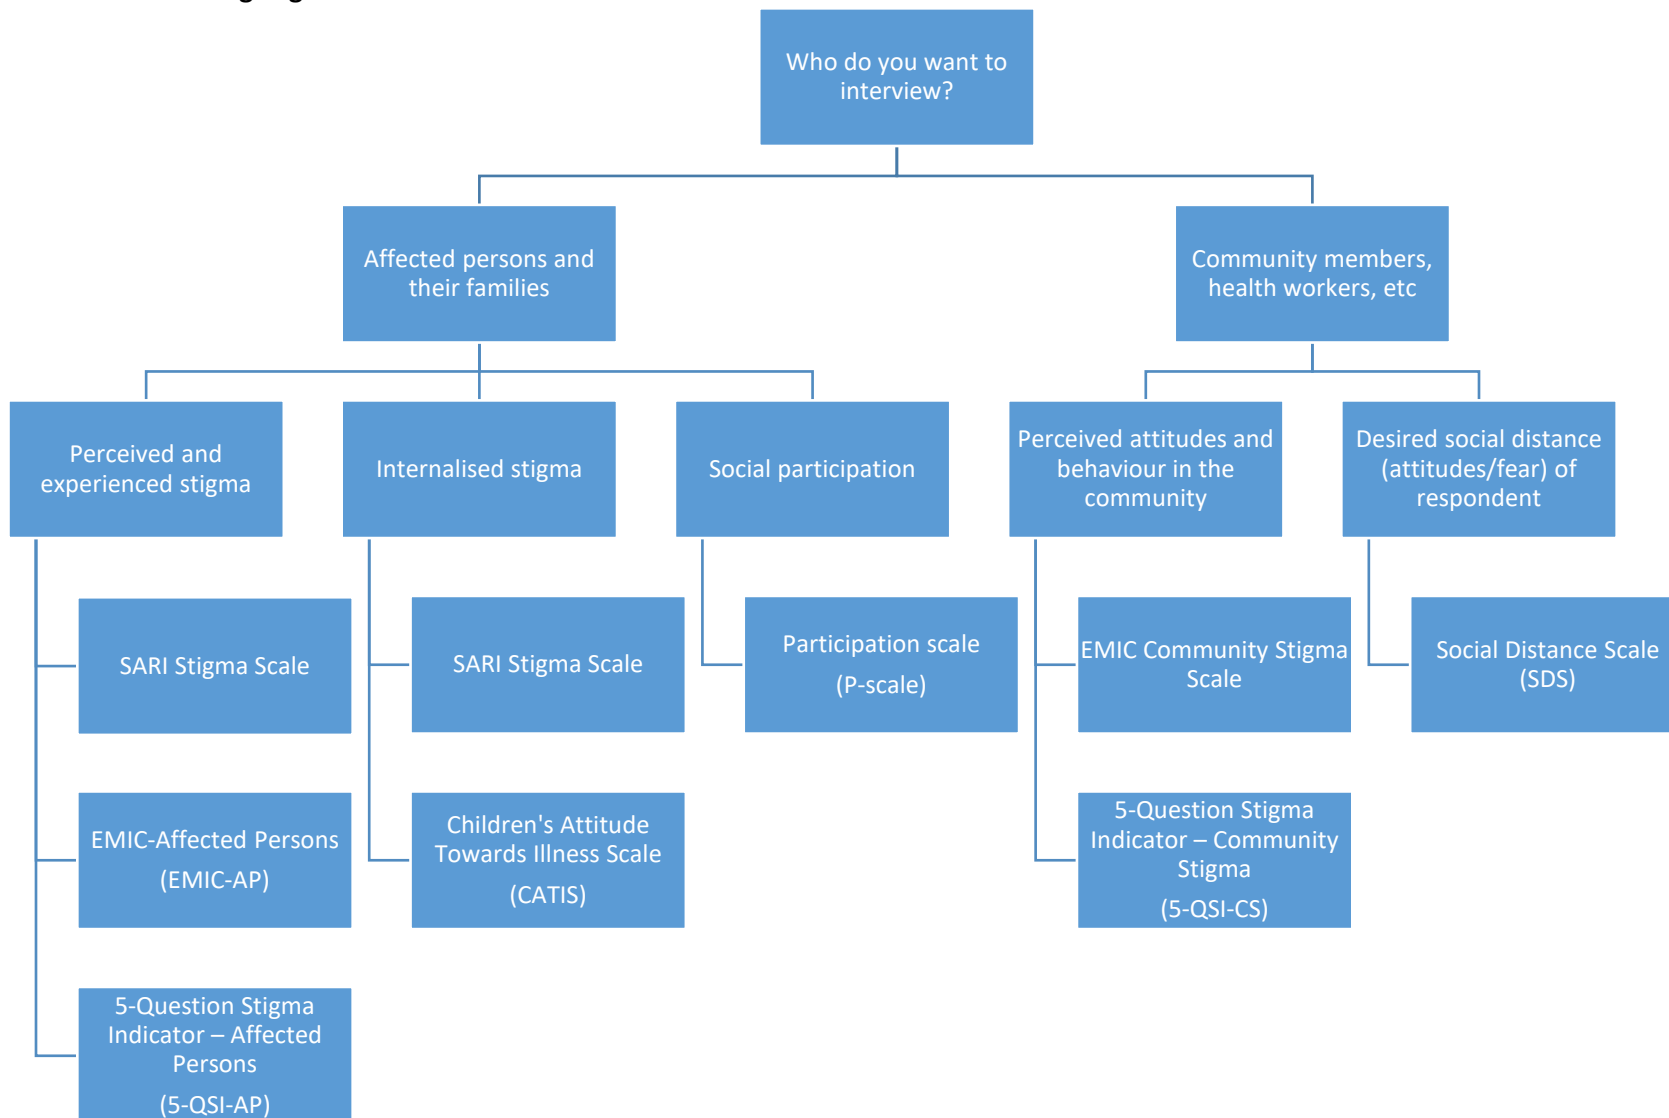 Who do you want to
interview?
Affected persons and
their families
Community members,
health workers, etc
Perceived and
experienced stigma
Internalised stigma
Social participation
Perceived attitudes and
behaviour in the
community
Desired social distance
(attitudes/fear) of
respondent
SARI Stigma Scale
SARI Stigma Scale
Participation scale
(P-scale)
EMIC Community Stigma
Scale
Social Distance Scale
(SDS)
EMIC-Affected Persons
(EMIC-AP)
Children's Attitude
Towards Illness Scale
(CATIS)
5-Question Stigma
Indicator – Community
Stigma
(5-QSI-CS)
5-Question Stigma
Indicator – Affected
Persons
(5-QSI-AP)